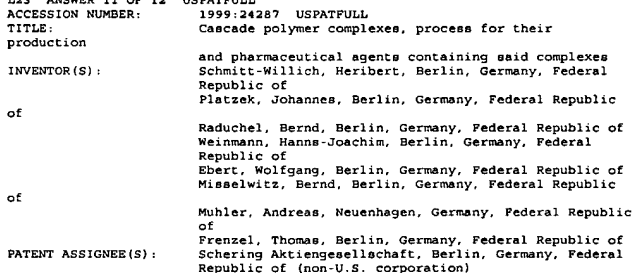 L23 ANSWER 11 OF 12 USPATFULL
ACCESSION NUMBER: 1999:24287 USPATFULL
TITLE: Cascade polymer complexes, process for their
production
and pharmaceutical agents containing said complexes
INVENTOR(S): Schmitt-Willich, Heribert, Berlin, Germany, Federal
Republic of
Platzek, Johannes, Berlin, Germany, Federal Republic
of
Raduchel, Bernd, Berlin, Germany, Federal Republic of
Weinmann, Hanns-Joachim, Berlin, Germany, Federal
Republic of
Ebert, Wolfgang, Berlin, Germany, Federal Republic of
Misselwitz, Bernd, Berlin, Germany, Federal Republic
of
Muhler, Andreas, Neuenhagen, Germany, Federal Republic
of
Frenzel, Thomas, Berlin, Germany, Federal Republic of
PATENT ASSIGNEE(S): Schering Aktiengesellschaft, Berlin, Germany, Federal
Republic of (non-U.S. corporation)